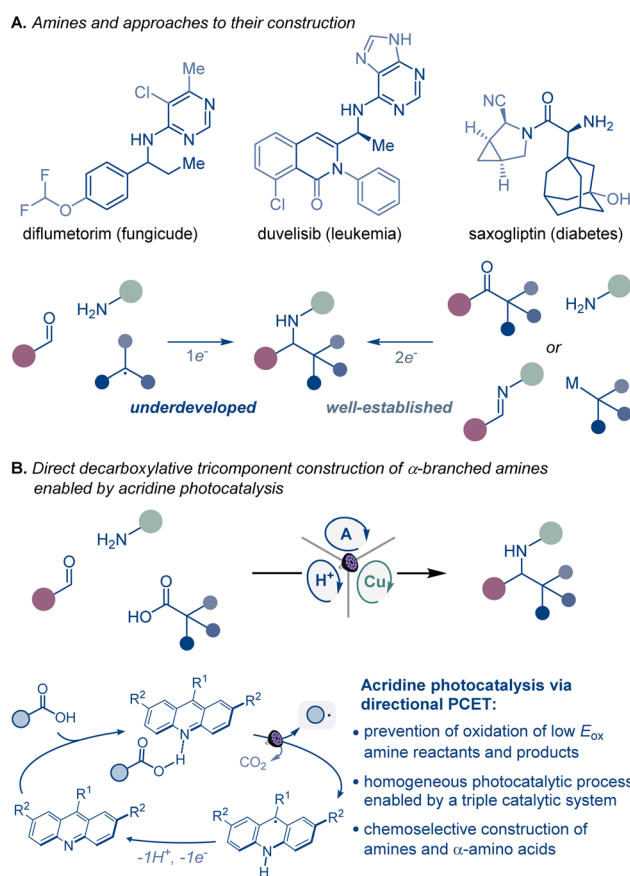 A. Amines and approaches to their construction
Me
Cl
N
N
HN
Me
F
F
O
diflumetorim (fungicude)
N
NH
N
N
HN
Me
N
Cl
O
duvelisib (leukemia)
NC
O
NH₂
N
H
H
OH
saxogliptin (diabetes)
O
H₂N
1e⁻
underdeveloped
HN
2e⁻
well-established
O
H₂N
or
N
M
B. Direct decarboxylative tricomponent construction of α-branched amines
enabled by acridine photocatalysis
H₂N
O
O
HO
A
H⁺
Cu
HN
O
OH
R² R¹ R²
N
O H
O
CO₂
R² R¹ R²
N
-1H⁺, -1e⁻
R² R¹ R²
N
H
Acridine photocatalysis via
directional PCET:
• prevention of oxidation of low Eox
amine reactants and products
• homogeneous photocatalytic process
enabled by a triple catalytic system
• chemoselective construction of
amines and α-amino acids